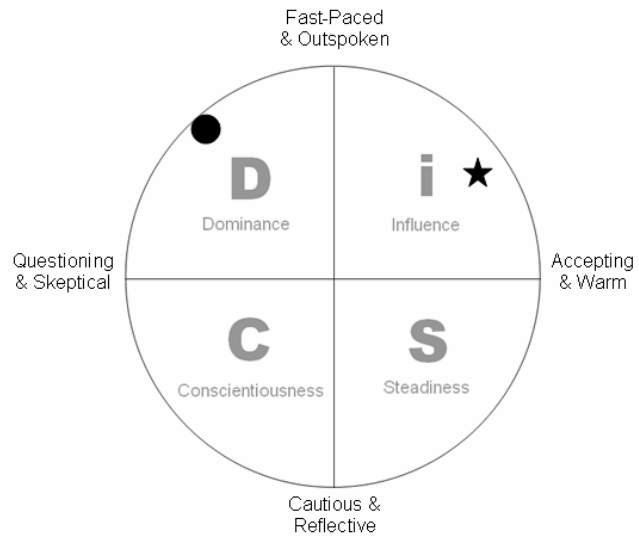 Fast-Paced
& Outspoken
D
Dominance
i
Influence
Questioning
& Skeptical
Accepting
& Warm
C
Conscientiousness
S
Steadiness
Cautious &
Reflective